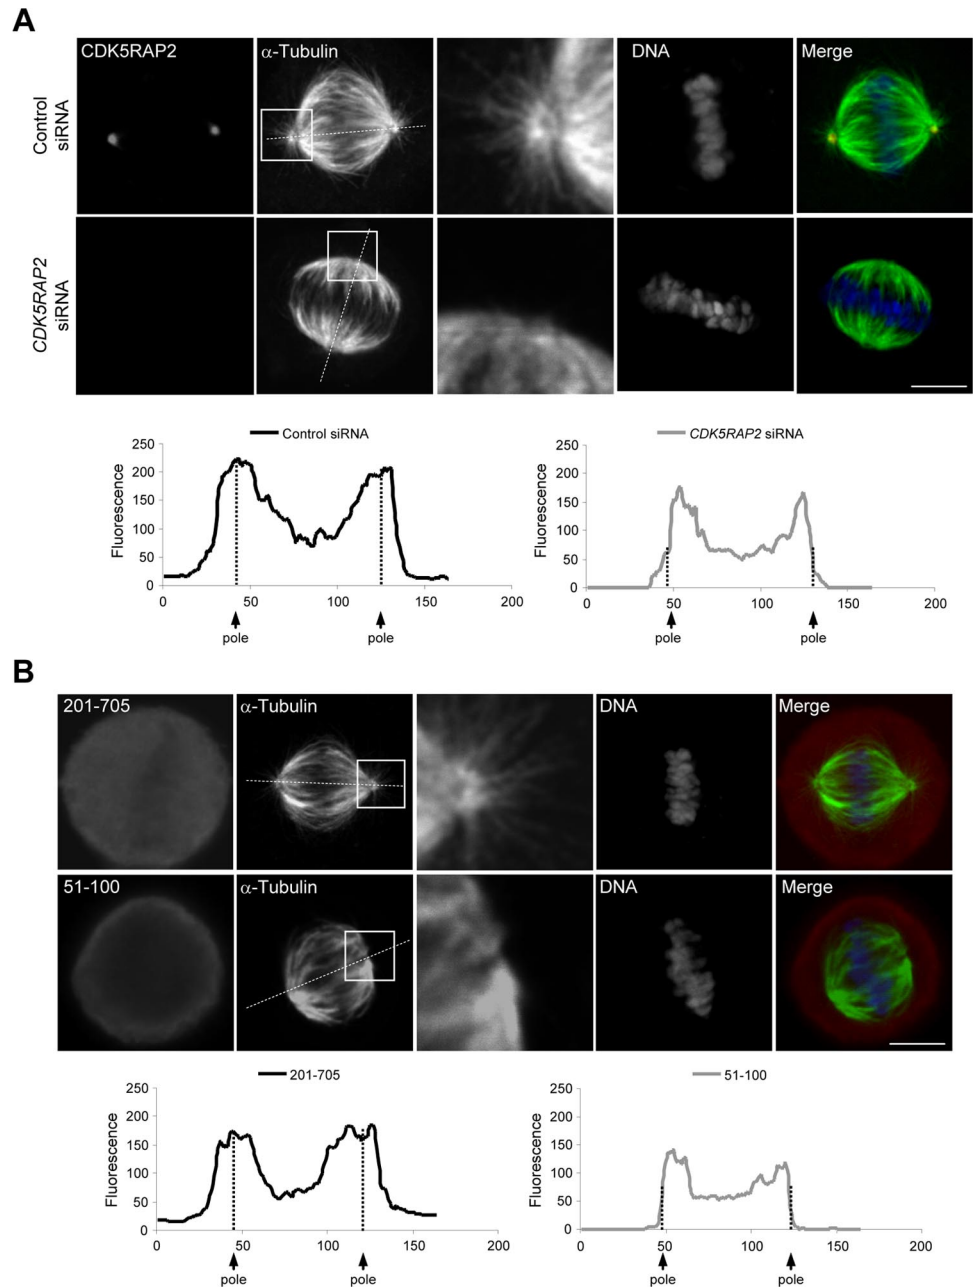 A
CDK5RAP2 α-Tubulin DNA Merge
Control
siRNA
CDK5RAP2
siRNA
Control siRNA
CDK5RAP2 siRNA
Fluorescence
250
200
150
100
50
0
0 50 100 150 200
pole pole
Fluorescence
250
200
150
100
50
0
0 50 100 150 200
pole pole
B
201-705 α-Tubulin DNA Merge
51-100 α-Tubulin DNA Merge
201-705
51-100
Fluorescence
250
200
150
100
50
0
0 50 100 150 200
pole pole
Fluorescence
250
200
150
100
50
0
0 50 100 150 200
pole pole